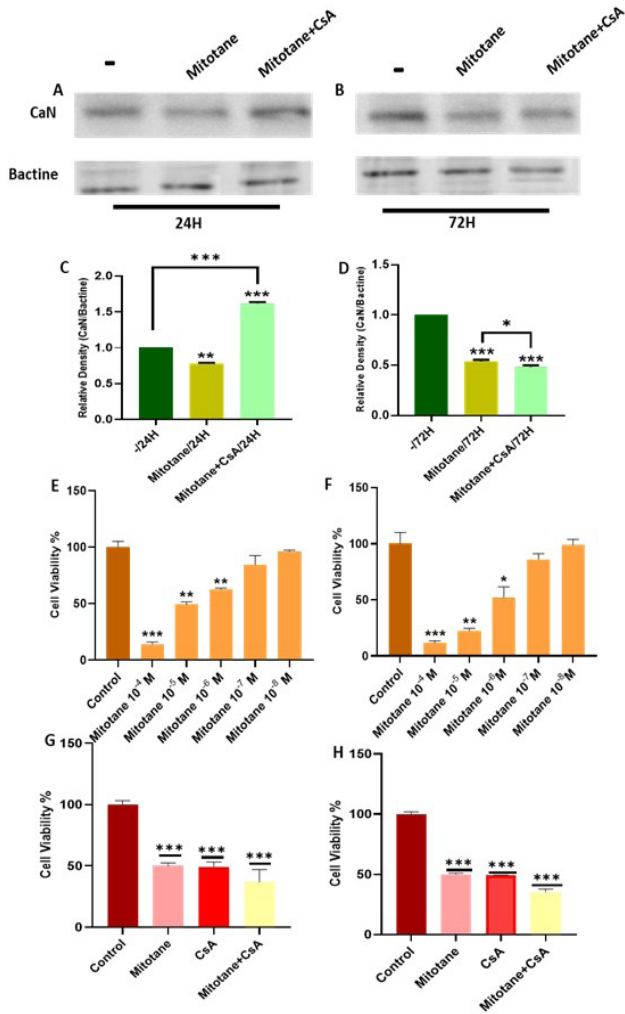 - Mitotane Mitotane+CsA - Mitotane Mitotane+CsA
A B
CaN
Bactine
24H 72H
C D
Relative Density (CaN/Bactine)
2.0
1.5
1.0
0.5
0.0
***
**
***
-/24H
Mitotane/24H
Mitotane+CsA/24H
Relative Density (CaN/Bactine)
1.5
1.0
0.5
0.0
*
***
***
-/72H
Mitotane/72H
Mitotane+CsA/72H
E
Cell Viability %
150
100
50
0
***
**
**
Control
Mitotane 10⁻⁴ M
Mitotane 10⁻⁵ M
Mitotane 10⁻⁶ M
Mitotane 10⁻⁷ M
Mitotane 10⁻⁸ M
F
Cell Viability %
150
100
50
0
***
**
*
Control
Mitotane 10⁻⁴ M
Mitotane 10⁻⁵ M
Mitotane 10⁻⁶ M
Mitotane 10⁻⁷ M
Mitotane 10⁻⁸ M
G
Cell Viability %
150
100
50
0
***
***
***
Control
Mitotane
CsA
Mitotane+CsA
H
Cell Viability %
150
100
50
0
***
***
***
Control
Mitotane
CsA
Mitotane+CsA